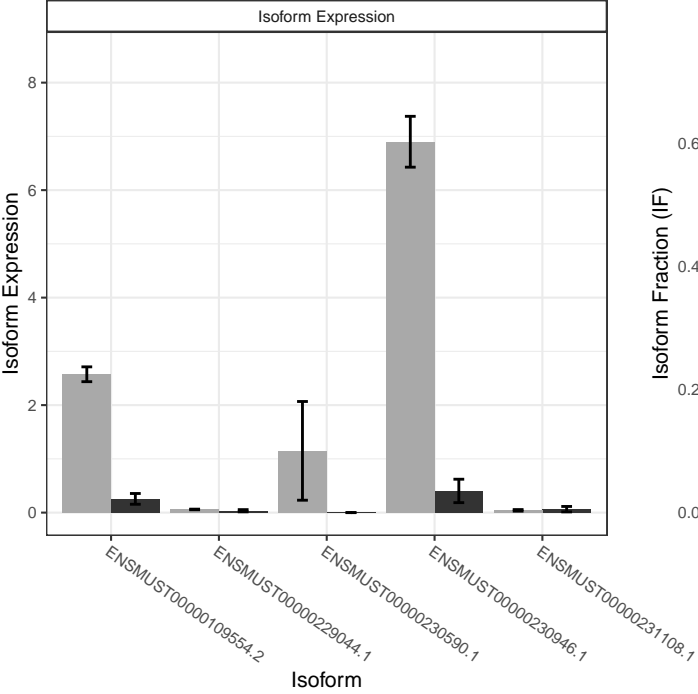 Isoform Expression
Isoform Expression
8
6
4
2
0
ENSMUST00000109554.2
ENSMUST00000229044.1
ENSMUST00000230590.1
ENSMUST00000230946.1
ENSMUST00000231108.1
Isoform
Isoform Fraction (IF)
0.6
0.4
0.2
0.0